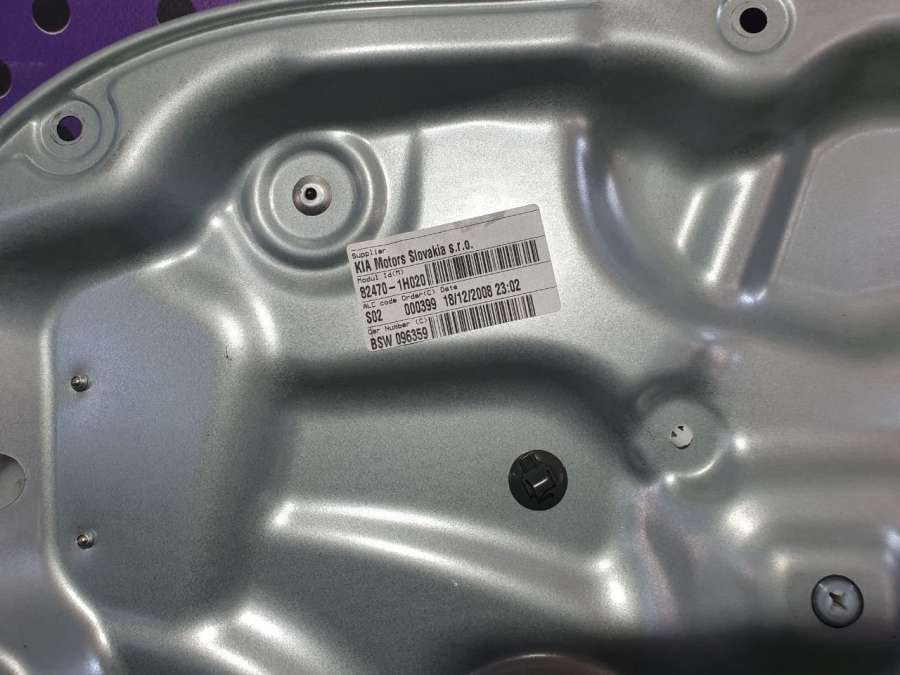 Supplier
KIA Motors Slovakia s.r.o.
Modul Id(M)
82470-1H020
ALC code Order(C) Date
S02 000399 18/12/2008 23:02
Ger Number (C)
BSW 096359